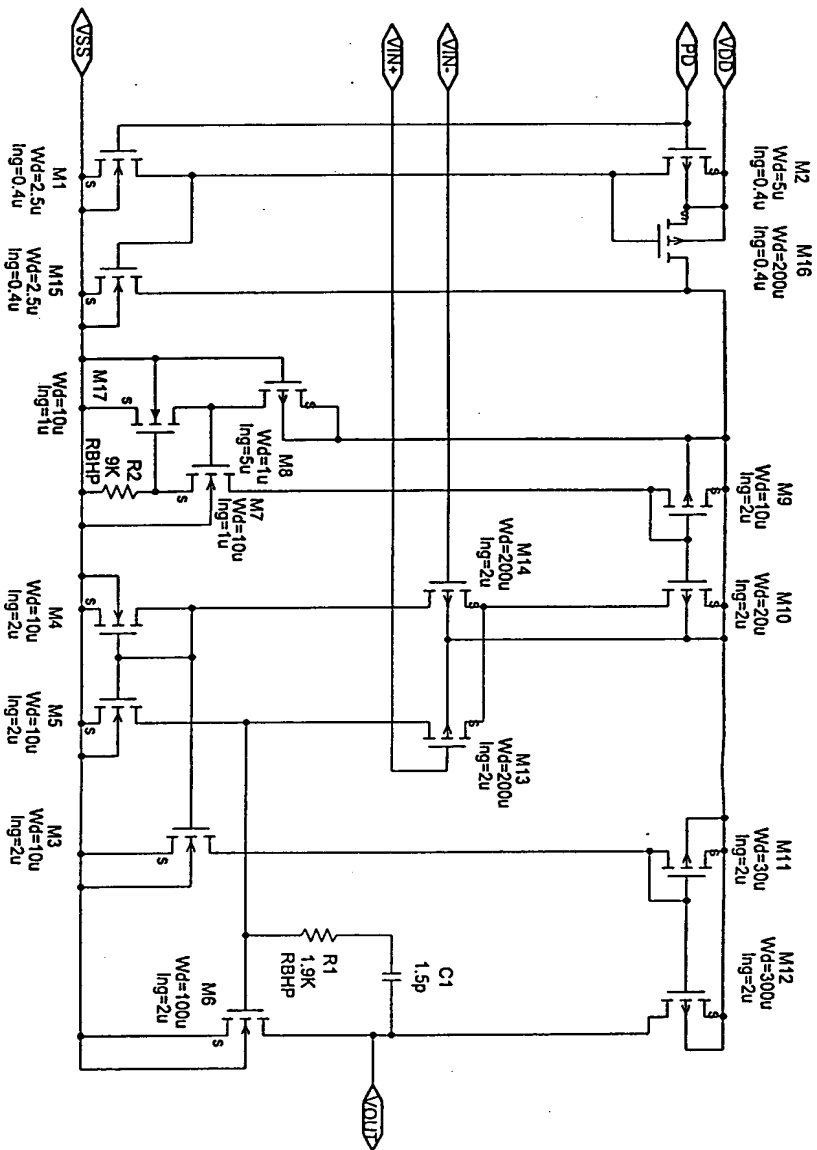 VDD
PD
VIN-
VIN+
VSS
VOUT
M2
Wd=5u
lng=0.4u
s
M16
Wd=200u
lng=0.4u
s
M9
Wd=10u
lng=2u
s
M10
Wd=20u
lng=2u
s
M11
Wd=30u
lng=2u
s
M12
Wd=300u
lng=2u
s
M14
Wd=200u
lng=2u
s
M13
Wd=200u
lng=2u
s
C1
1.5p
R1
1.9K
RBHP
M8
Wd=1u
lng=5u
s
M7
Wd=10u
lng=1u
s
R2
9K
RBHP
M17
Wd=10u
lng=1u
s
M1
Wd=2.5u
lng=0.4u
s
M15
Wd=2.5u
lng=0.4u
s
M4
Wd=10u
lng=2u
s
M5
Wd=10u
lng=2u
s
M3
Wd=10u
lng=2u
s
M6
Wd=100u
lng=2u
s